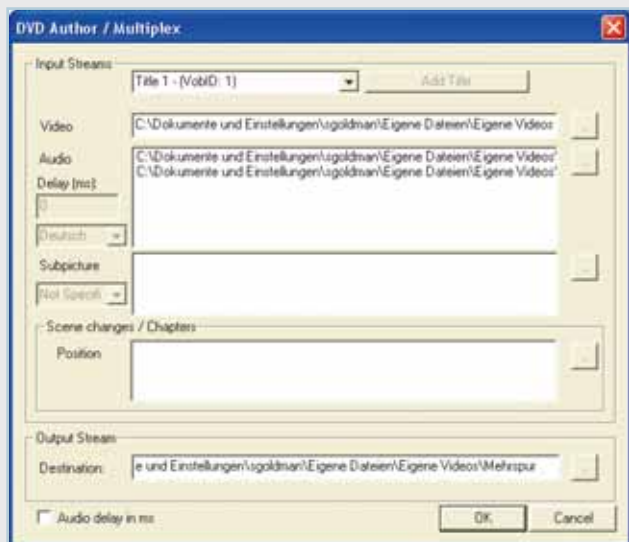 DVD Author / Multiplex
Input Streams
Title 1 - (VobID: 1)
Add Title
Video
C:\Dokumente und Einstellungen\sgoldman\Eigene Dateien\Eigene Videos
Audio
C:\Dokumente und Einstellungen\sgoldman\Eigene Dateien\Eigene Videos'
C:\Dokumente und Einstellungen\sgoldman\Eigene Dateien\Eigene Videos'
Delay [ms]:
0
Deutsch
Subpicture
Not Specifi
Scene changes / Chapters
Position
Output Stream
Destination:
e und Einstellungen\sgoldman\Eigene Dateien\Eigene Videos\Mehrspur
Audio delay in ms
OK
Cancel